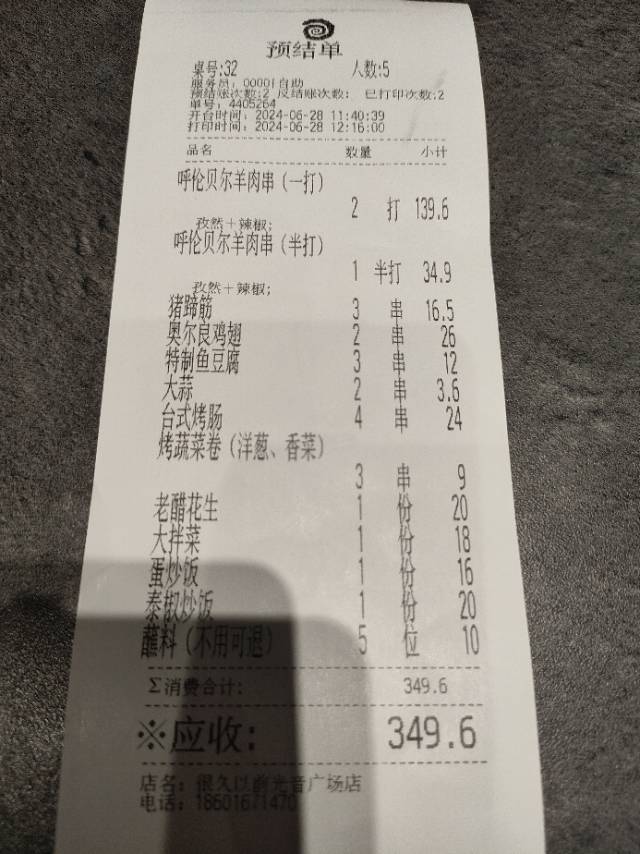 预结单
桌号:32 人数:5
服务员: 00001自助
预结账次数:2 反结账次数: 已打印次数:2
单号: 4405264
开台时间: 2024-06-28 11:40:39
打印时间: 2024-06-28 12:16:00
品名 数量 小计
呼伦贝尔羊肉串(一打)
2 打 139.6
孜然+辣椒;
呼伦贝尔羊肉串(半打)
1 半打 34.9
孜然+辣椒;
猪蹄筋 3 串 16.5
奥尔良鸡翅 2 串 26
特制鱼豆腐 3 串 12
大蒜 2 串 3.6
台式烤肠 4 串 24
烤蔬菜卷(洋葱、香菜)
3 串 9
老醋花生 1 份 20
大拌菜 1 份 18
蛋炒饭 1 份 16
泰椒炒饭 1 份 20
蘸料(不用可退) 5 位 10
Σ消费合计: 349.6
※应收: 349.6
店名: 很久以前光音广场店
电话: 18601671470